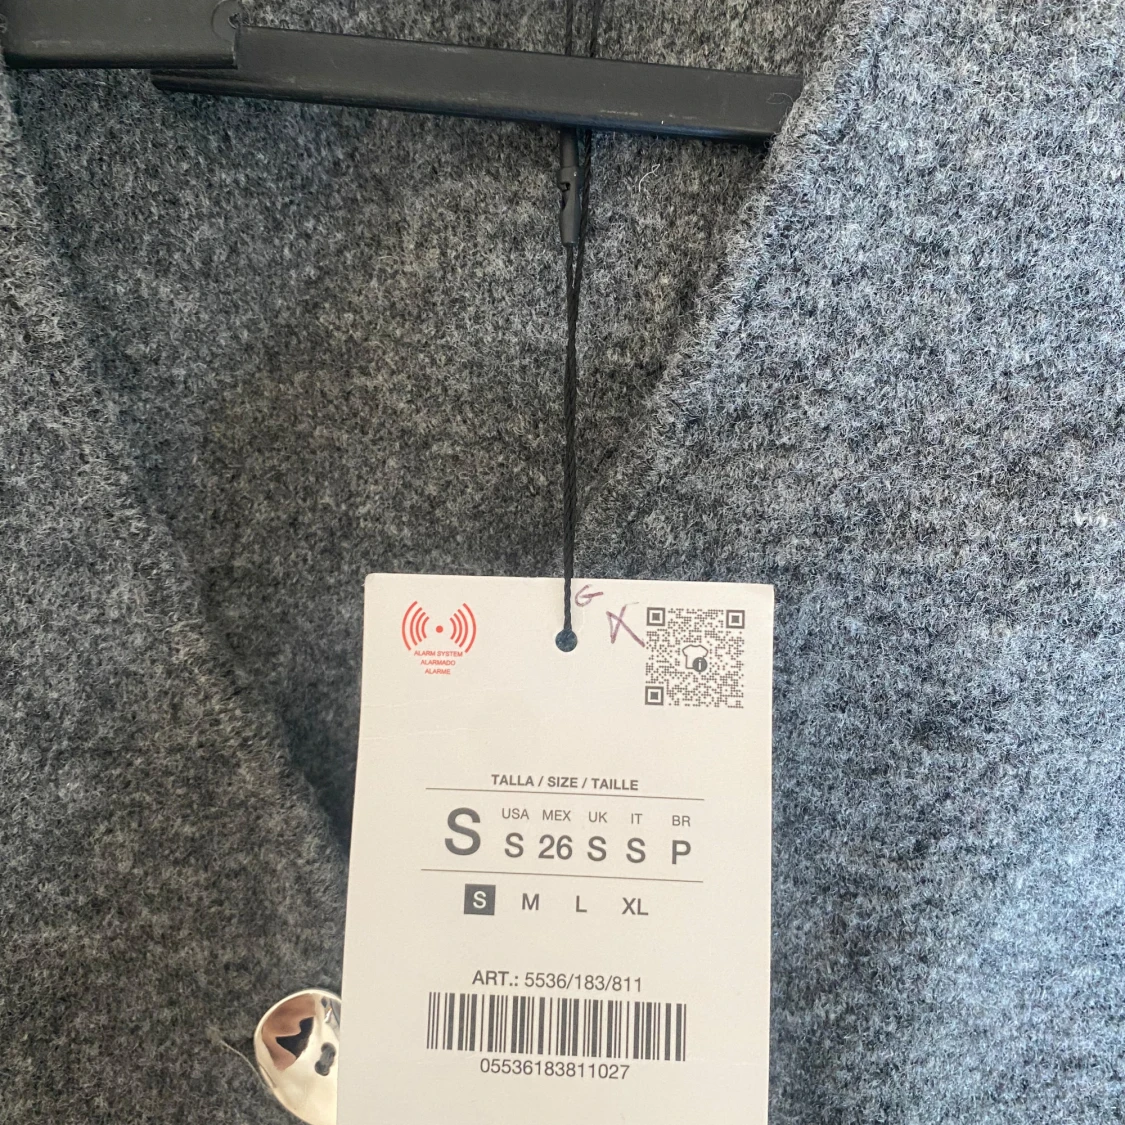 G
X
ALARM SYSTEM
ALARMADO
ALARME
TALLA / SIZE / TAILLE
USA MEX UK IT BR
S S 26 S S P
S M L XL
ART.: 5536/183/811
05536183811027